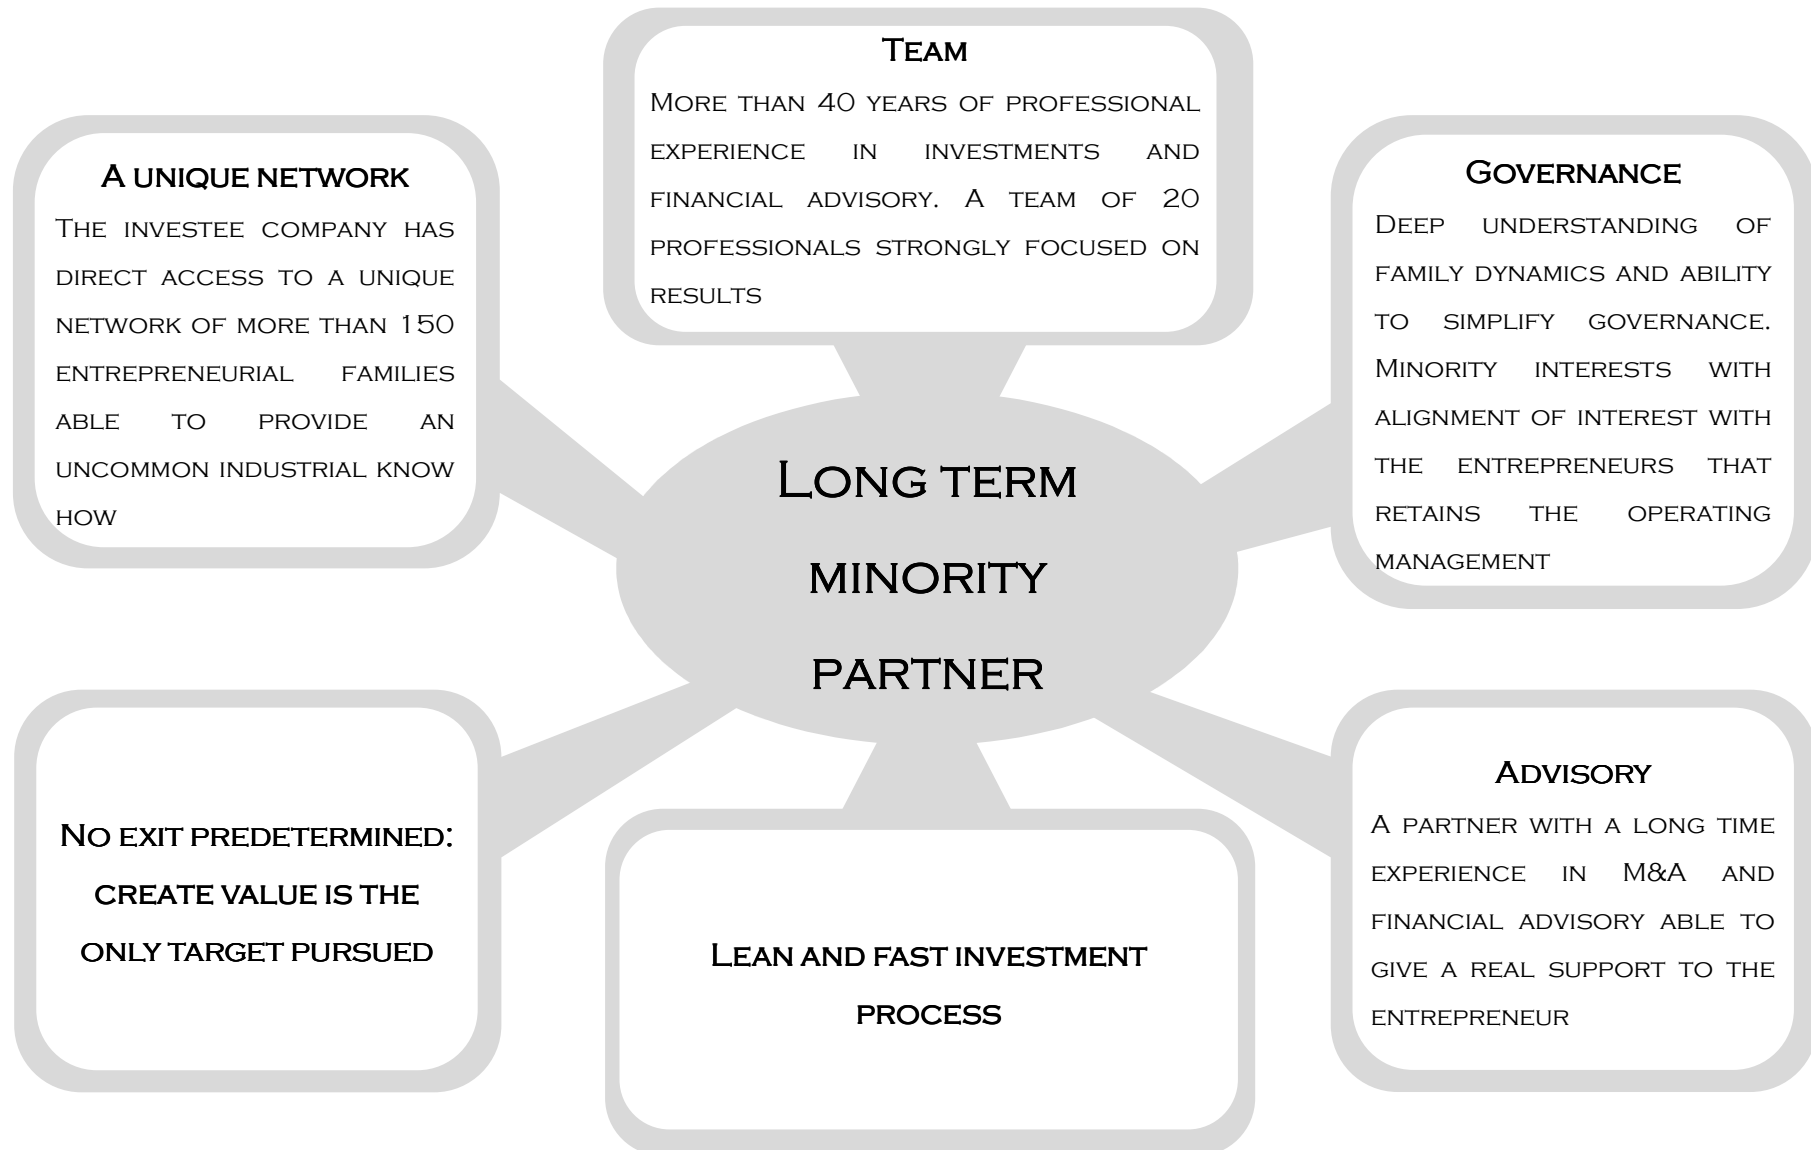 TEAM
MORE THAN 40 YEARS OF PROFESSIONAL
EXPERIENCE IN INVESTMENTS AND
FINANCIAL ADVISORY. A TEAM OF 20
PROFESSIONALS STRONGLY FOCUSED ON
RESULTS
A UNIQUE NETWORK
THE INVESTEE COMPANY HAS
DIRECT ACCESS TO A UNIQUE
NETWORK OF MORE THAN 150
ENTREPRENEURIAL FAMILIES
ABLE TO PROVIDE AN
UNCOMMON INDUSTRIAL KNOW
HOW
GOVERNANCE
DEEP UNDERSTANDING OF
FAMILY DYNAMICS AND ABILITY
TO SIMPLIFY GOVERNANCE.
MINORITY INTERESTS WITH
ALIGNMENT OF INTEREST WITH
THE ENTREPRENEURS THAT
RETAINS THE OPERATING
MANAGEMENT
LONG TERM
MINORITY
PARTNER
NO EXIT PREDETERMINED:
CREATE VALUE IS THE
ONLY TARGET PURSUED
LEAN AND FAST INVESTMENT
PROCESS
ADVISORY
A PARTNER WITH A LONG TIME
EXPERIENCE IN M&A AND
FINANCIAL ADVISORY ABLE TO
GIVE A REAL SUPPORT TO THE
ENTREPRENEUR